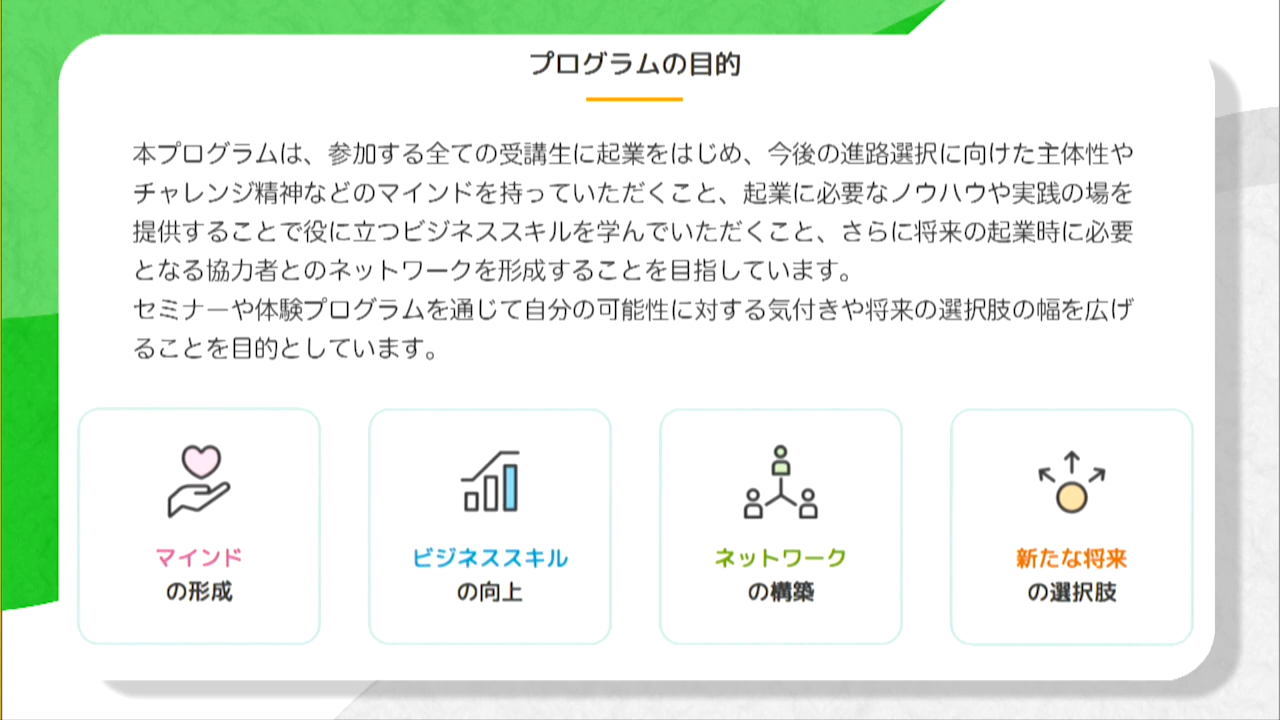 プログラムの目的
本プログラムは、参加する全ての受講生に起業をはじめ、今後の進路選択に向けた主体性や
チャレンジ精神などのマインドを持っていただくこと、起業に必要なノウハウや実践の場を
提供することで役に立つビジネススキルを学んでいただくこと、さらに将来の起業時に必要
となる協力者とのネットワークを形成することを目指しています。
セミナーや体験プログラムを通じて自分の可能性に対する気付きや将来の選択肢の幅を広げ
ることを目的としています。
マインド
の形成
ビジネススキル
の向上
ネットワーク
の構築
新たな将来
の選択肢